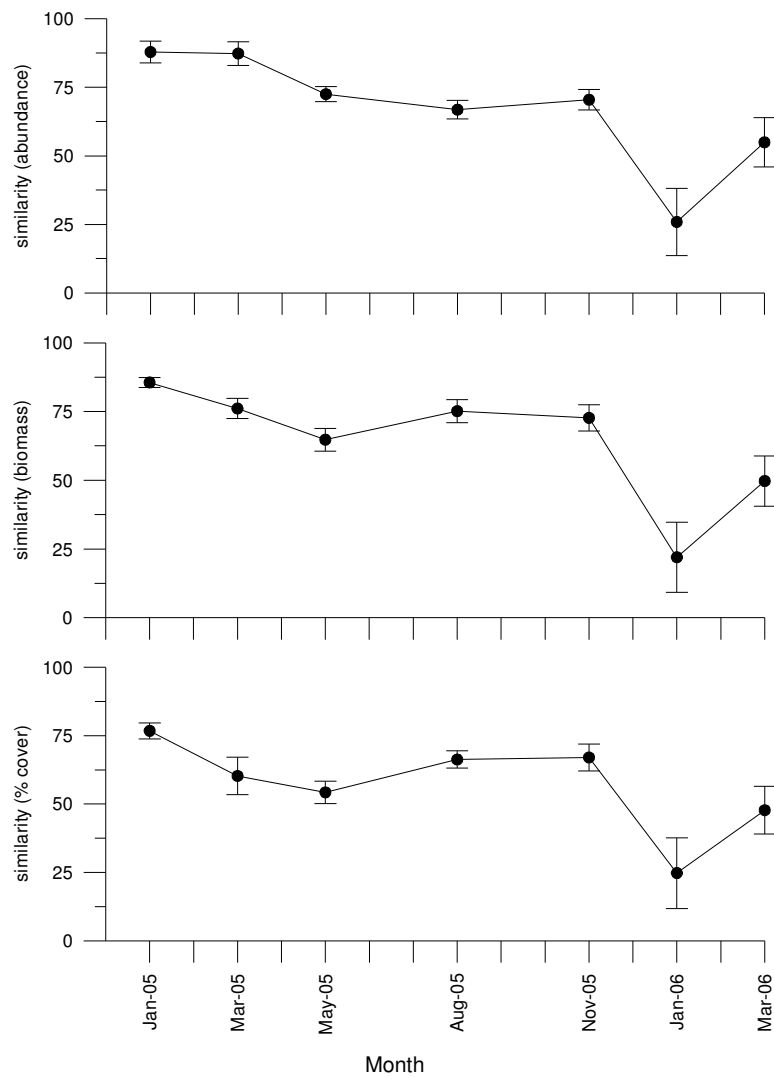 100
75
50
25
0
similarity (abundance)
100
75
50
25
0
similarity (biomass)
100
75
50
25
0
similarity (% cover)
Jan-05
Mar-05
May-05
Aug-05
Nov-05
Jan-06
Mar-06
Month